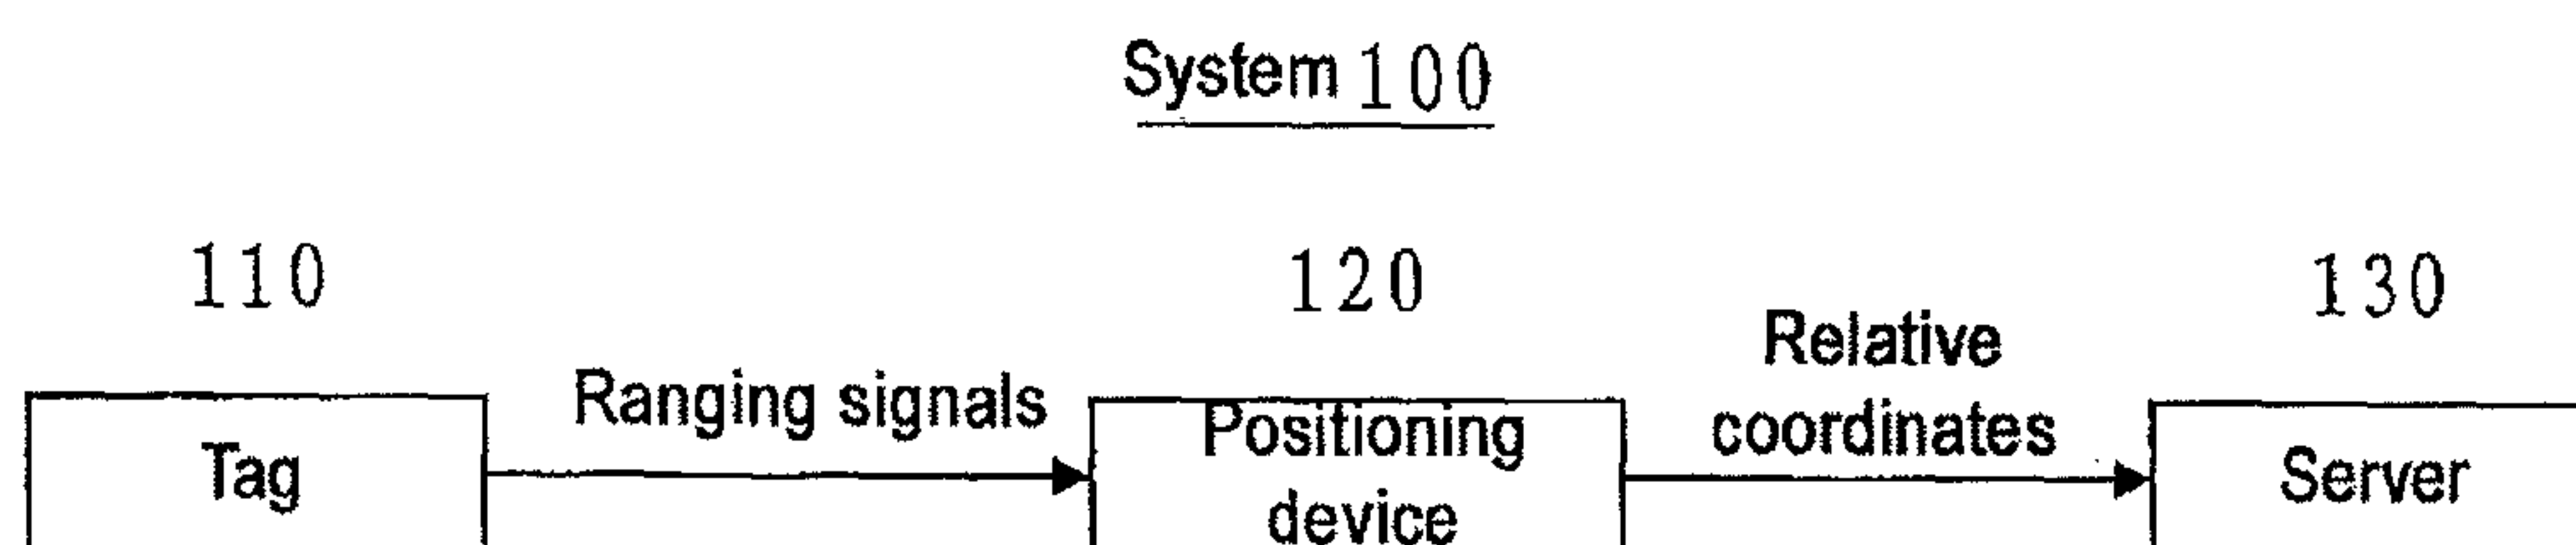 System 100
110
120
130
Ranging signals
Relative
coordinates
Tag
Positioning
device
Server